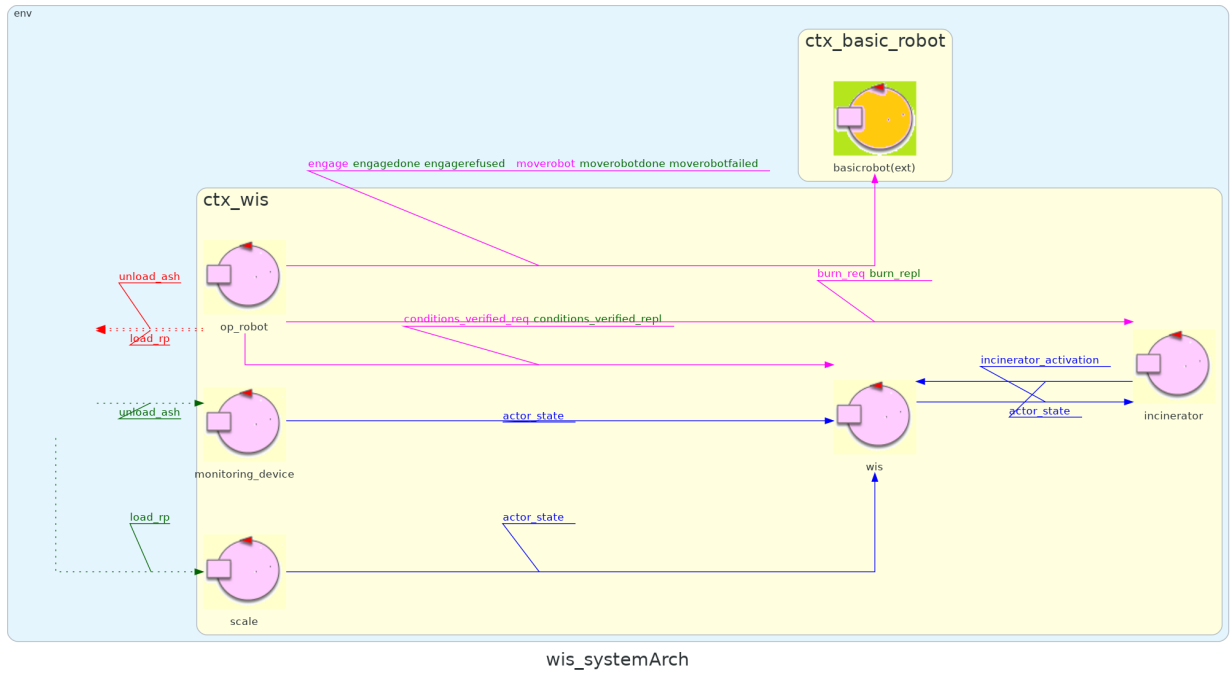 env
ctx_basic_robot
basicrobot(ext)
engage engagedone engagerefused moverobot moverobotdone moverobotfailed
ctx_wis
unload_ash
burn_req burn_repl
load_rp
op_robot
conditions_verified_req conditions_verified_repl
incinerator_activation
unload_ash
actor_state
actor_state
incinerator
monitoring_device
wis
load_rp
actor_state
scale
wis_systemArch